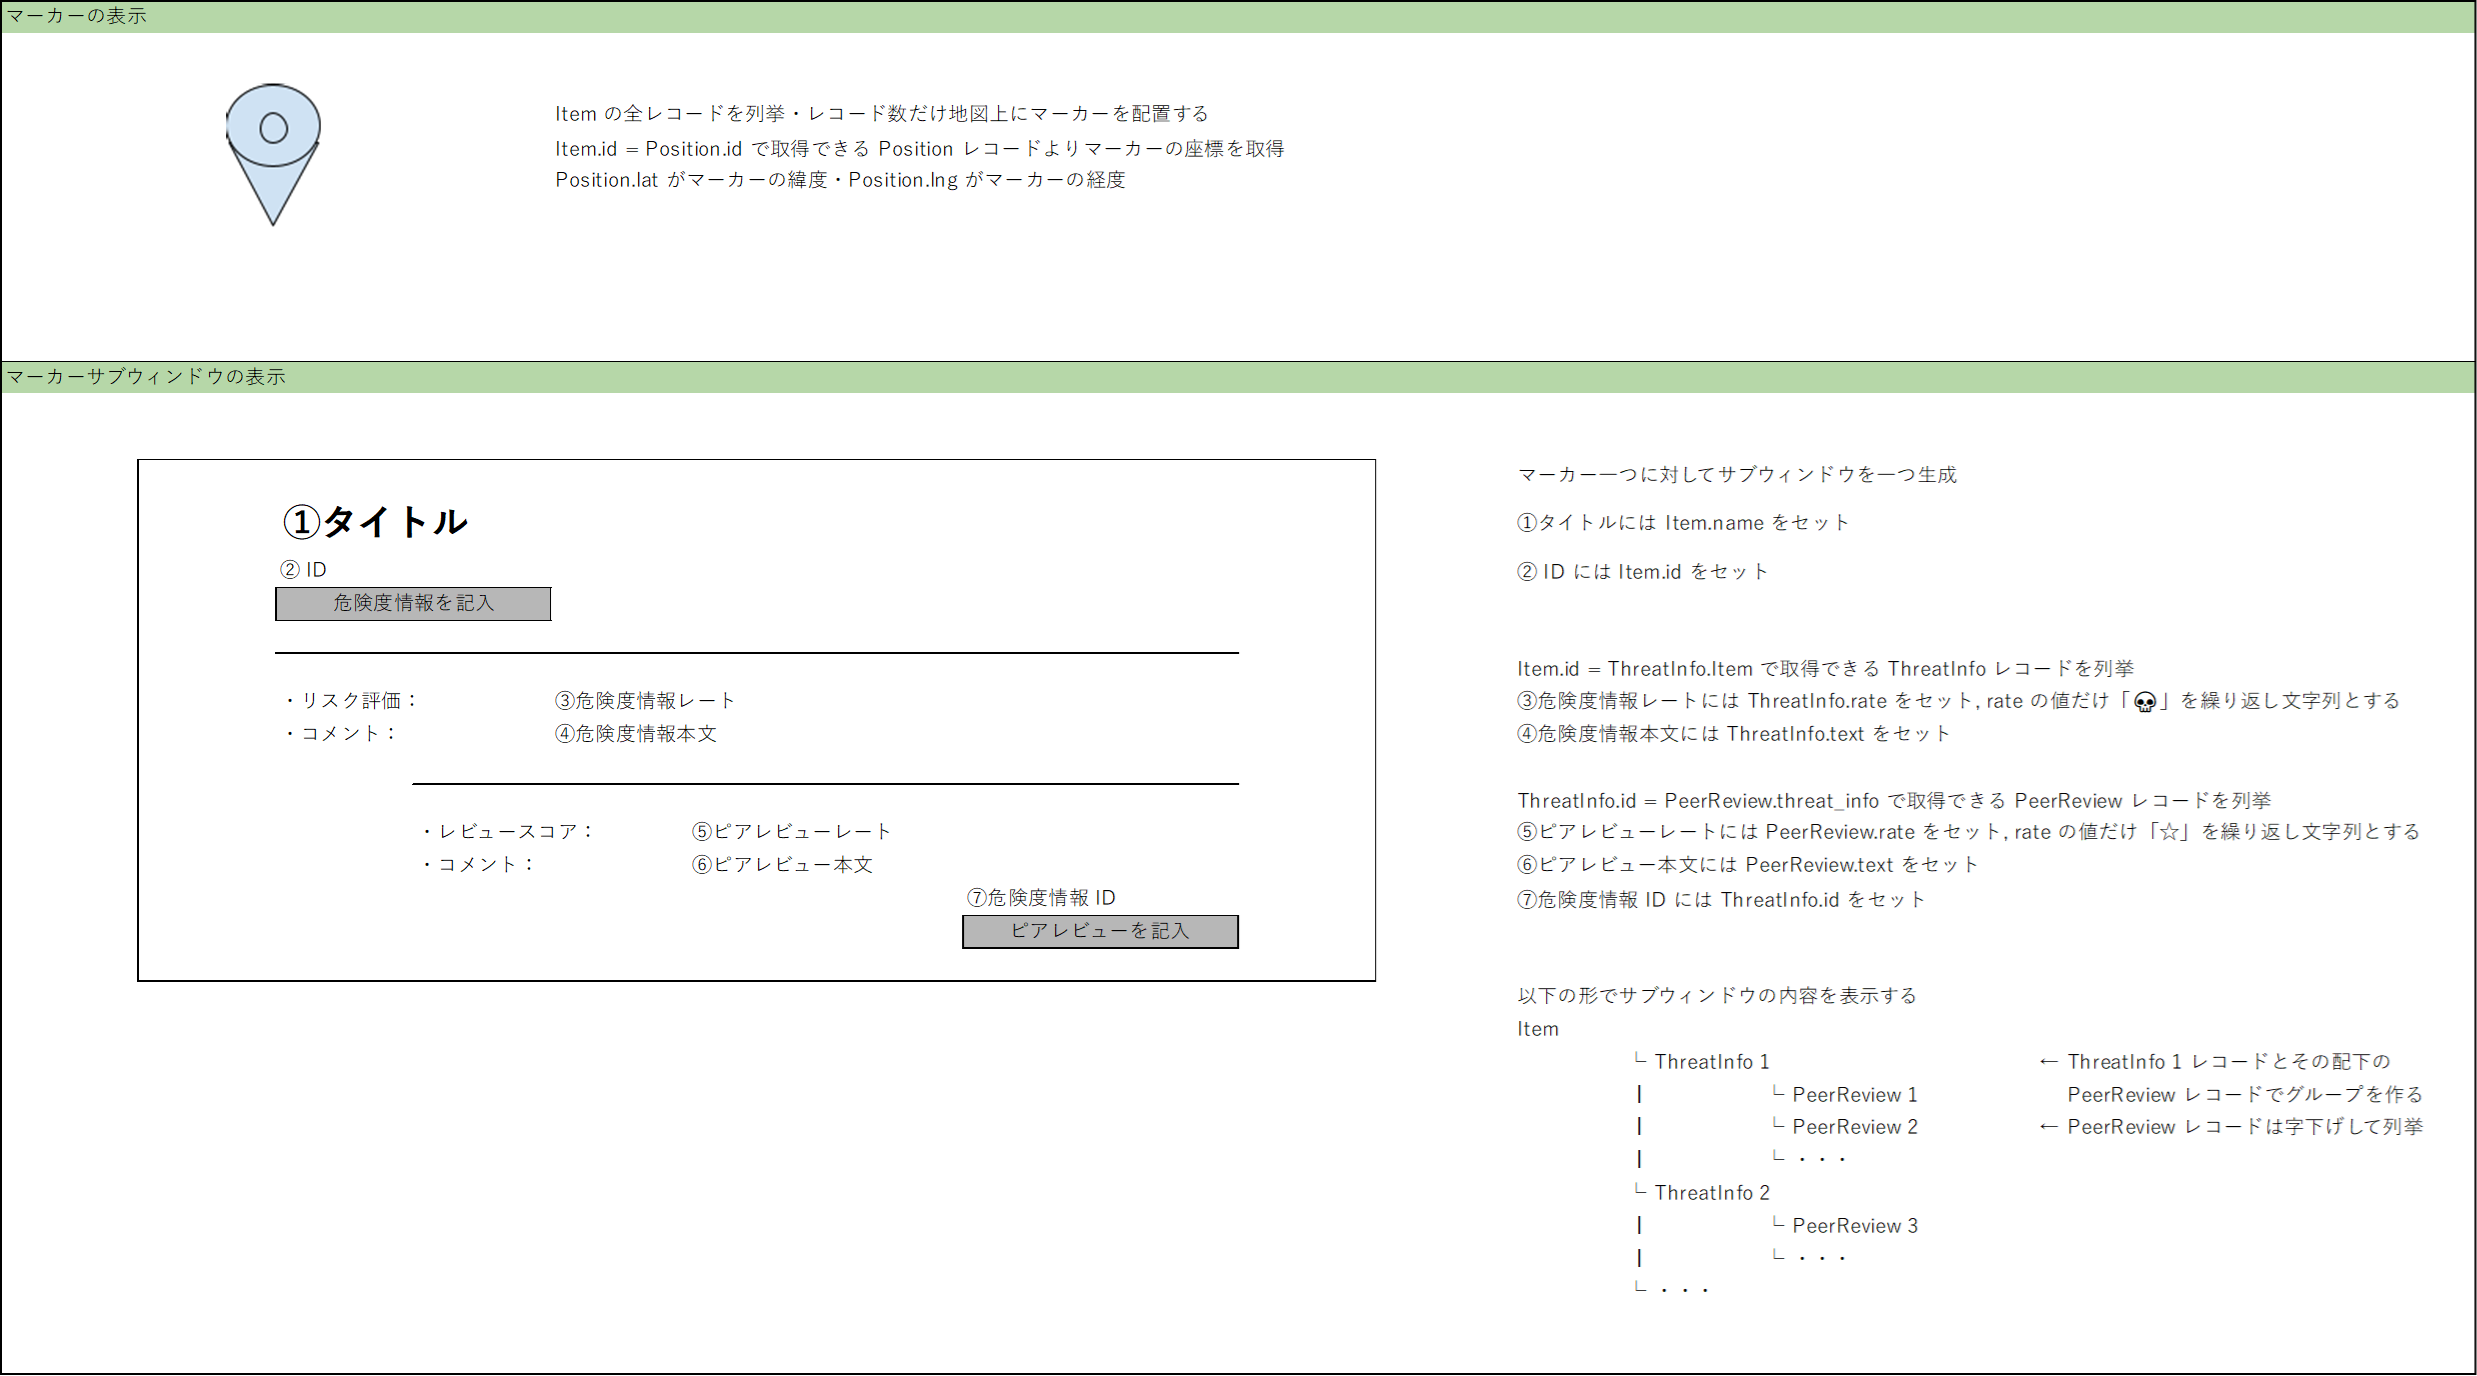 マーカーの表示
Item の全レコードを列挙・レコード数だけ地図上にマーカーを配置する
Item.id = Position.id で取得できる Position レコードよりマーカーの座標を取得
Position.lat がマーカーの緯度・Position.lng がマーカーの経度
マーカーサブウィンドウの表示
①タイトル
② ID
危険度情報を記入
・リスク評価：　③危険度情報レート
・コメント：　④危険度情報本文
・レビュースコア：　⑤ピアレビューレート
・コメント：　⑥ピアレビュー本文
⑦危険度情報 ID
ピアレビューを記入
マーカー一つに対してサブウィンドウを一つ生成
①タイトルには Item.name をセット
② ID には Item.id をセット
Item.id = ThreatInfo.Item で取得できる ThreatInfo レコードを列挙
③危険度情報レートには ThreatInfo.rate をセット, rate の値だけ「💀」を繰り返し文字列とする
④危険度情報本文には ThreatInfo.text をセット
ThreatInfo.id = PeerReview.threat_info で取得できる PeerReview レコードを列挙
⑤ピアレビューレートには PeerReview.rate をセット, rate の値だけ「☆」を繰り返し文字列とする
⑥ピアレビュー本文には PeerReview.text をセット
⑦危険度情報 ID には ThreatInfo.id をセット
以下の形でサブウィンドウの内容を表示する
Item
└ ThreatInfo 1　← ThreatInfo 1 レコードとその配下の
|　└ PeerReview 1　PeerReview レコードでグループを作る
|　└ PeerReview 2　← PeerReview レコードは字下げして列挙
|　└ ・・・
└ ThreatInfo 2
|　└ PeerReview 3
|　└ ・・・
└ ・・・